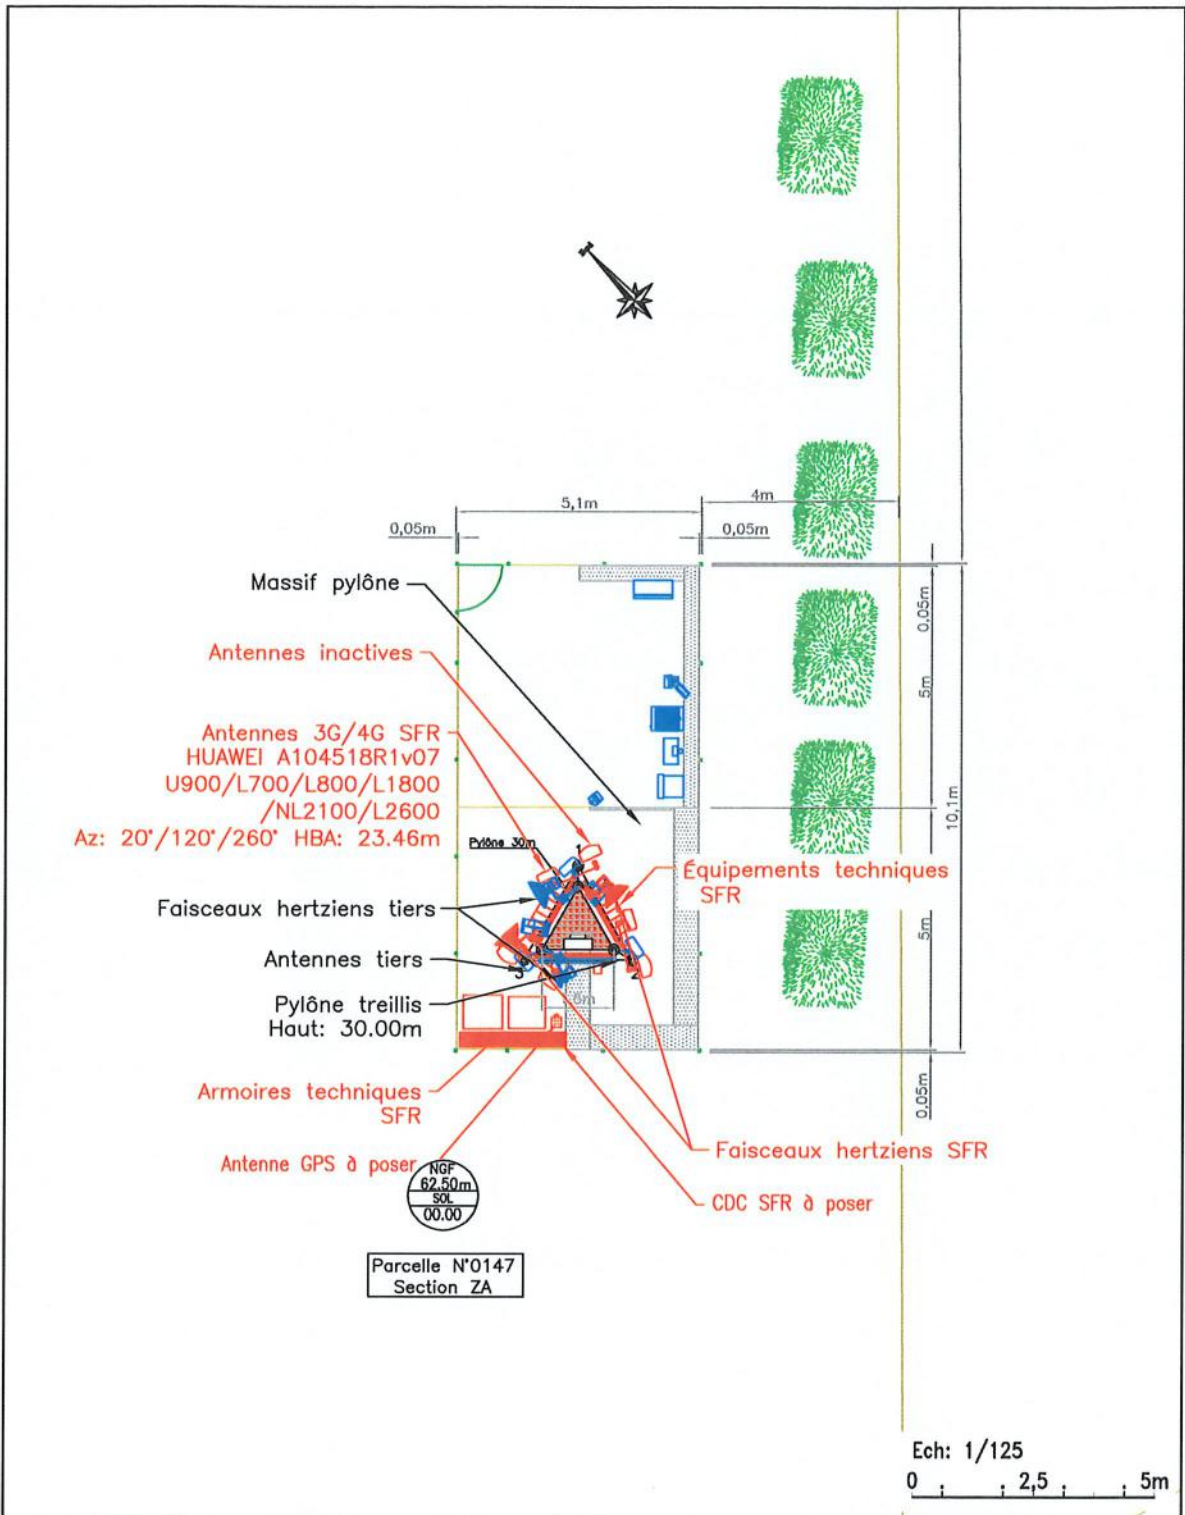 5,1m
4m
0,05m
0,05m
Massif pylône
0,05m
Antennes inactives
5m
Antennes 3G/4G SFR
HUAWEI A104518R1v07
U900/L700/L800/L1800
/NL2100/L2600
Az: 20°/120°/260° HBA: 23.46m
10,1m
Pylône 30m
1
Équipements techniques
SFR
Faisceaux hertziens tiers
5m
Antennes tiers
3
2
Pylône treillis
Haut: 30.00m
0,05m
Armoires techniques
SFR
Faisceaux hertziens SFR
Antenne GPS à poser
NGF
62.50m
SOL
00.00
CDC SFR à poser
Parcelle N°0147
Section ZA
Ech: 1/125
0 2,5 5m